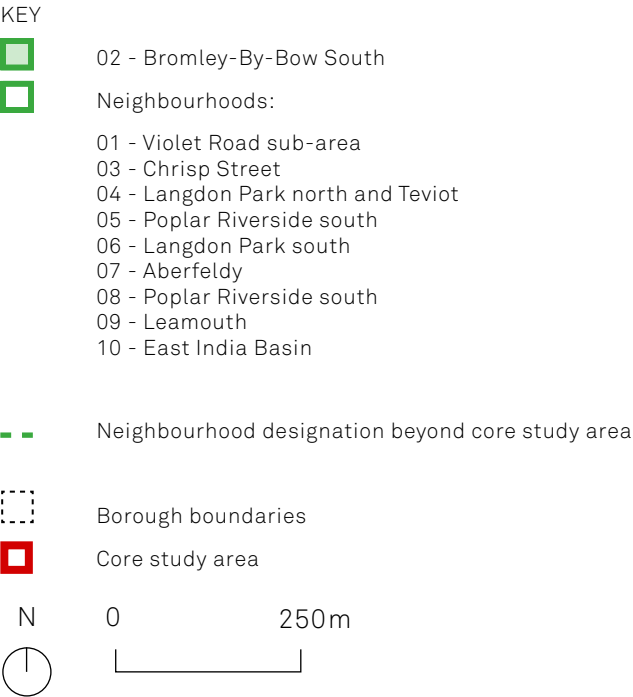 KEY
02 - Bromley-By-Bow South
Neighbourhoods:
01 - Violet Road sub-area
03 - Chrisp Street
04 - Langdon Park north and Teviot
05 - Poplar Riverside south
06 - Langdon Park south
07 - Aberfeldy
08 - Poplar Riverside south
09 - Leamouth
10 - East India Basin
Neighbourhood designation beyond core study area
Borough boundaries
Core study area
N 0 250m